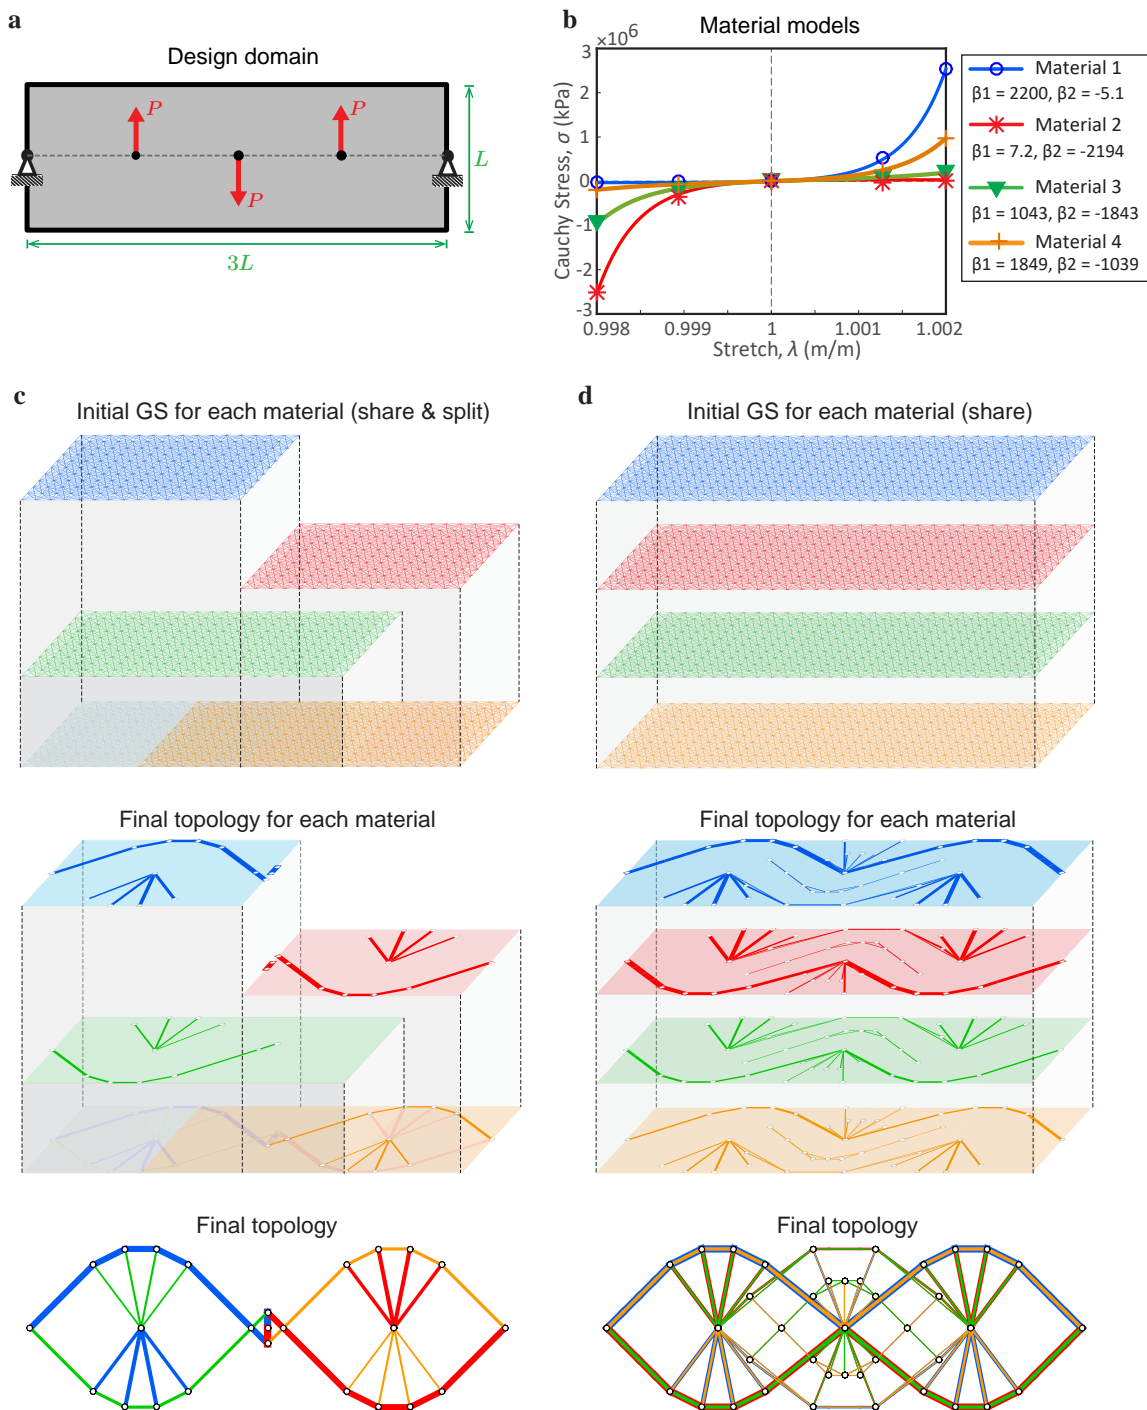 a
Design domain
P
P
P
L
3L
b
Material models
×10⁶
3
2
1
0
-1
-2
-3
0.998
0.999
1
1.001
1.002
Cauchy Stress, σ (kPa)
Stretch, λ (m/m)
Material 1
β1 = 2200, β2 = -5.1
Material 2
β1 = 7.2, β2 = -2194
Material 3
β1 = 1043, β2 = -1843
Material 4
β1 = 1849, β2 = -1039
c
Initial GS for each material (share & split)
Final topology for each material
Final topology
d
Initial GS for each material (share)
Final topology for each material
Final topology